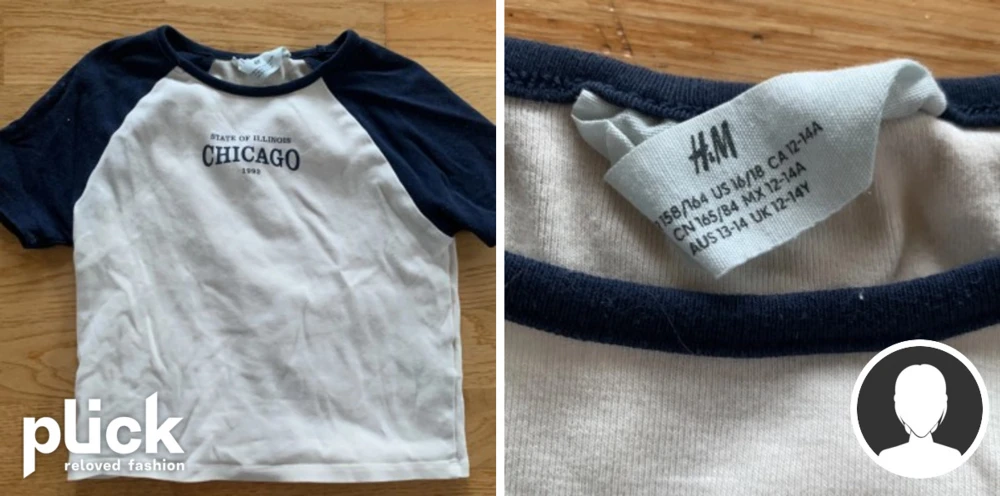 STATE OF ILLINOIS
CHICAGO
1993
plick
reloved fashion
H&M
158/164 US 16/18 CA 12-14A
CN 165/84 MX 12-14A
AUS 13-14 UK 12-14Y